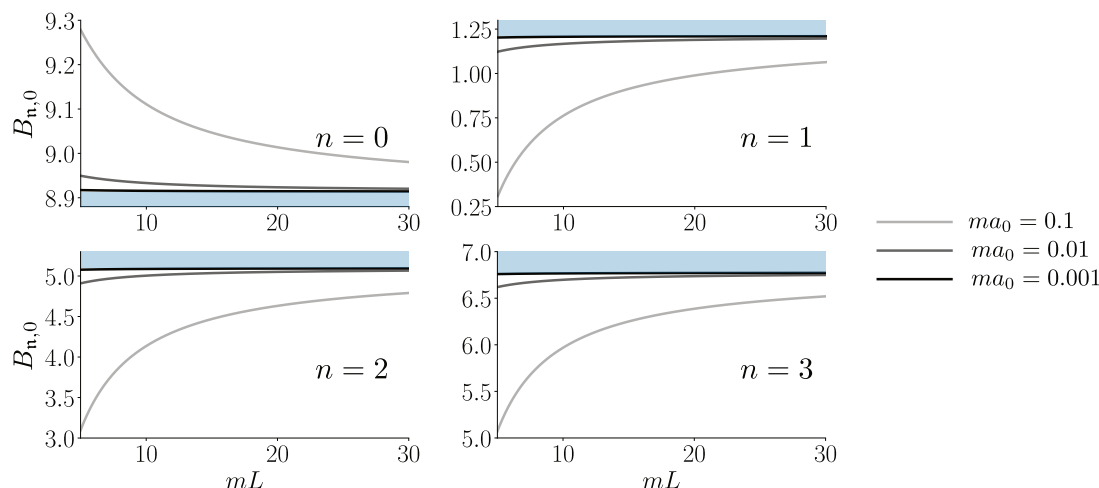 9.3
9.2
9.1
9.0
8.9
B_{n,0}
n = 0
10 20 30
1.25
1.00
0.75
0.50
0.25
n = 1
10 20 30
5.0
4.5
4.0
3.5
3.0
B_{n,0}
n = 2
10 20 30
mL
7.0
6.5
6.0
5.5
5.0
n = 3
10 20 30
mL
ma_0 = 0.1
ma_0 = 0.01
ma_0 = 0.001